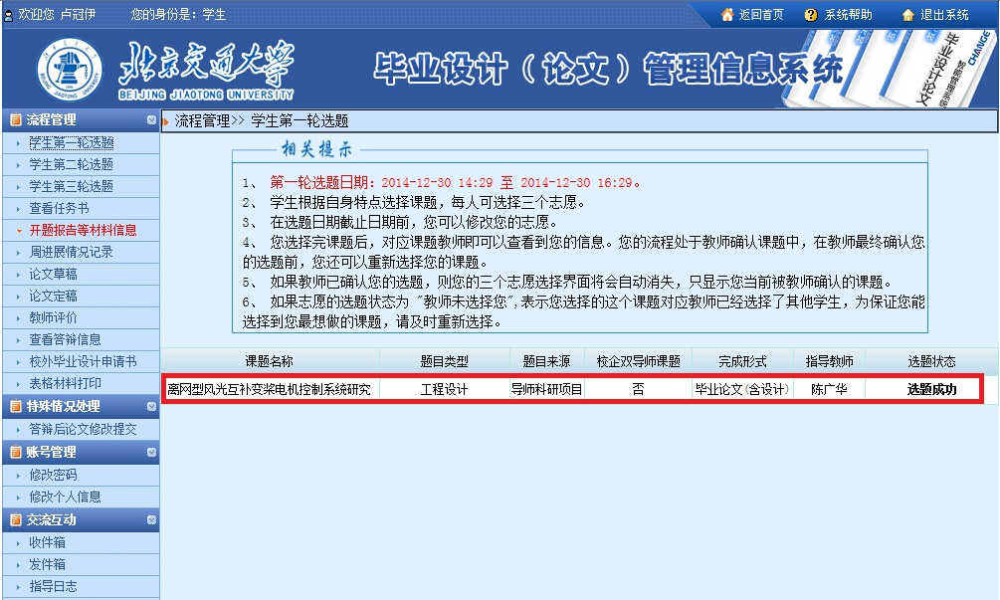 欢迎您 卢冠伊 您的身份是：学生 返回首页 系统帮助 退出系统
北京交通大学
BEIJING JIAOTONG UNIVERSITY
毕业设计（论文）管理信息系统
毕业设计论文
智能管理系统
CHANGE
流程管理
学生第一轮选题
学生第二轮选题
学生第三轮选题
查看任务书
开题报告等材料信息
周进展情况记录
论文草稿
论文定稿
教师评价
查看答辩信息
校外毕业设计申请书
表格材料打印
特殊情况处理
答辩后论文修改提交
账号管理
修改密码
修改个人信息
交流互动
收件箱
发件箱
指导日志
流程管理>> 学生第一轮选题
相关提示
1、 第一轮选题日期：2014-12-30 14:29 至 2014-12-30 16:29。
2、 学生根据自身特点选择课题，每人可选择三个志愿。
3、 在选题日期截止日期前，您可以修改您的志愿。
4、 您选择完课题后，对应课题教师即可以查看到您的信息。您的流程处于教师确认课题中，在教师最终确认您
的选题前，您还可以重新选择您的课题。
5、 如果教师已确认您的选题，则您的三个志愿选择界面将会自动消失，只显示您当前被教师确认的课题。
6、 如果志愿的选题状态为 "教师未选择您",表示您选择的这个课题对应教师已经选择了其他学生，为保证您能
选择到您最想做的课题，请及时重新选择。
课题名称 题目类型 题目来源 校企双导师课题 完成形式 指导教师 选题状态
离网型风光互补变桨电机控制系统研究 工程设计 导师科研项目 否 毕业论文(含设计) 陈广华 选题成功